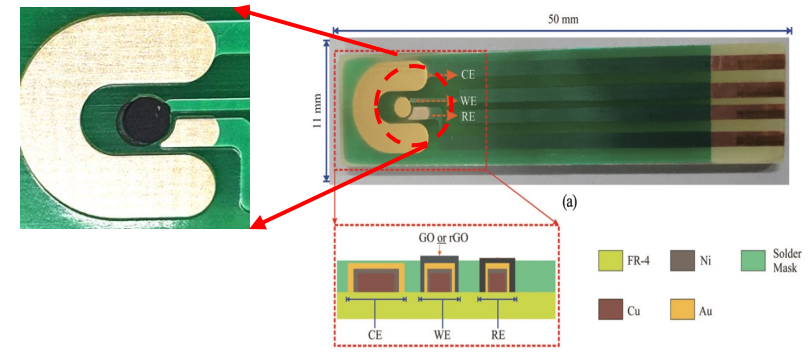 50 mm
11 mm
CE
WE
RE
(a)
GO or rGO
CE
WE
RE
FR-4
Ni
Solder
Mask
Cu
Au